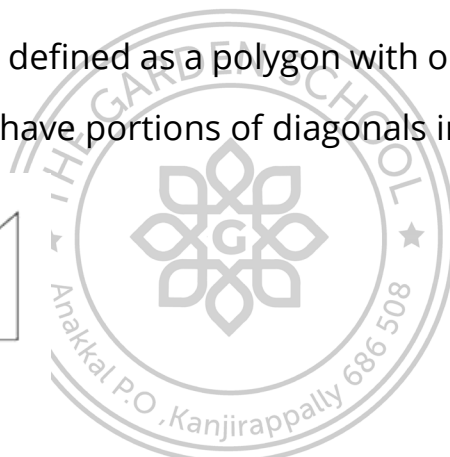 defined as a polygon with o
have portions of diagonals i
THE GARDEN SCHOOL
G
Anakkal P.O , Kanjirappally 686 508